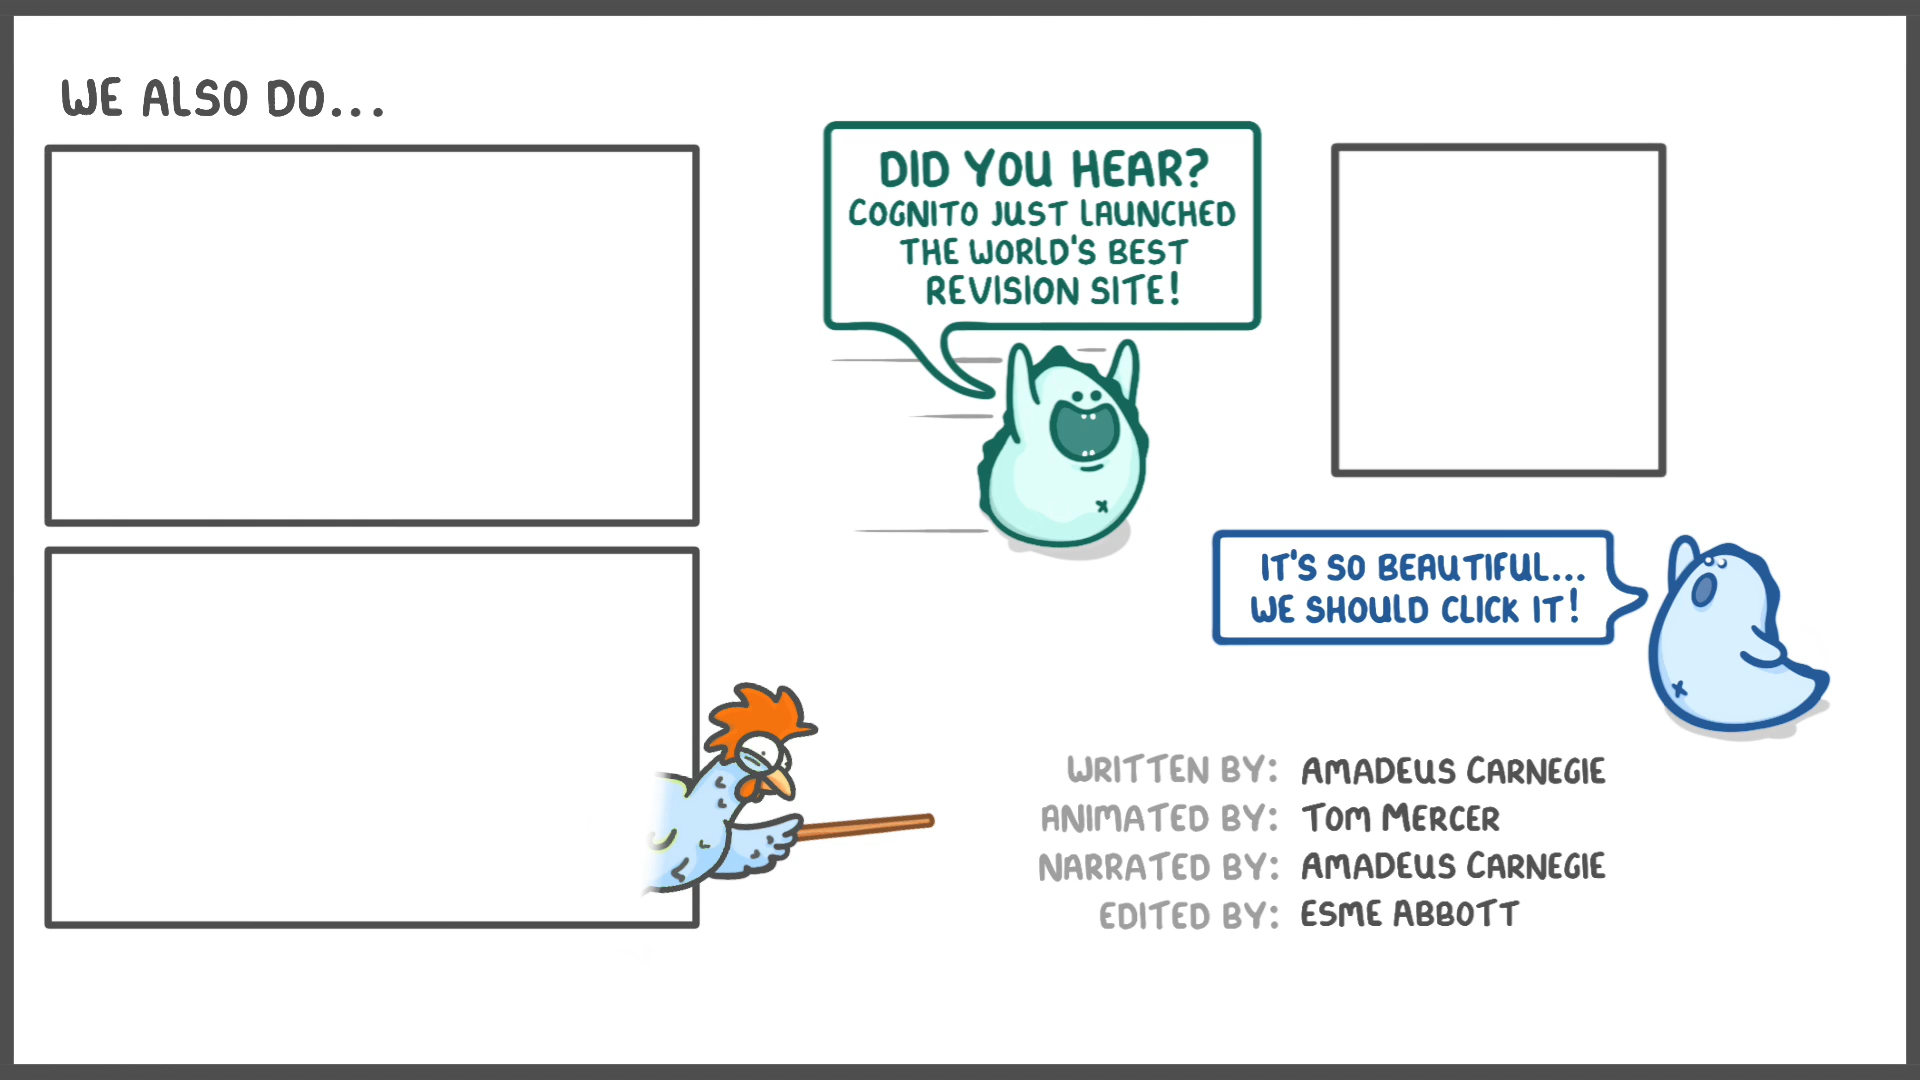 WE ALSO DO...
DID YOU HEAR?
COGNITO JUST LAUNCHED
THE WORLD'S BEST
REVISION SITE!
IT'S SO BEAUTIFUL...
WE SHOULD CLICK IT!
WRITTEN BY: AMADEUS CARNEGIE
ANIMATED BY: TOM MERCER
NARRATED BY: AMADEUS CARNEGIE
EDITED BY: ESME ABBOTT